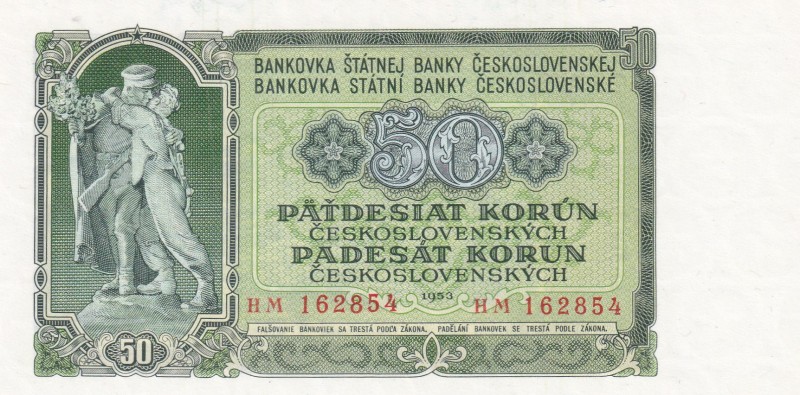 50
BANKOVKA ŠTÁTNEJ BANKY ČESKOSLOVENSKEJ
BANKOVKA STÁTNÍ BANKY ČESKOSLOVENSKÉ
50
PÄŤDESIAT KORÚN
ČESKOSLOVENSKÝCH
PADESÁT KORUN
ČESKOSLOVENSKÝCH
1953
HM 162854 HM 162854
FALŠOVANIE BANKOVIEK SA TRESTÁ PODĽA ZÁKONA. PADĚLÁNÍ BANKOVEK SE TRESTÁ PODLE ZÁKONA.
50